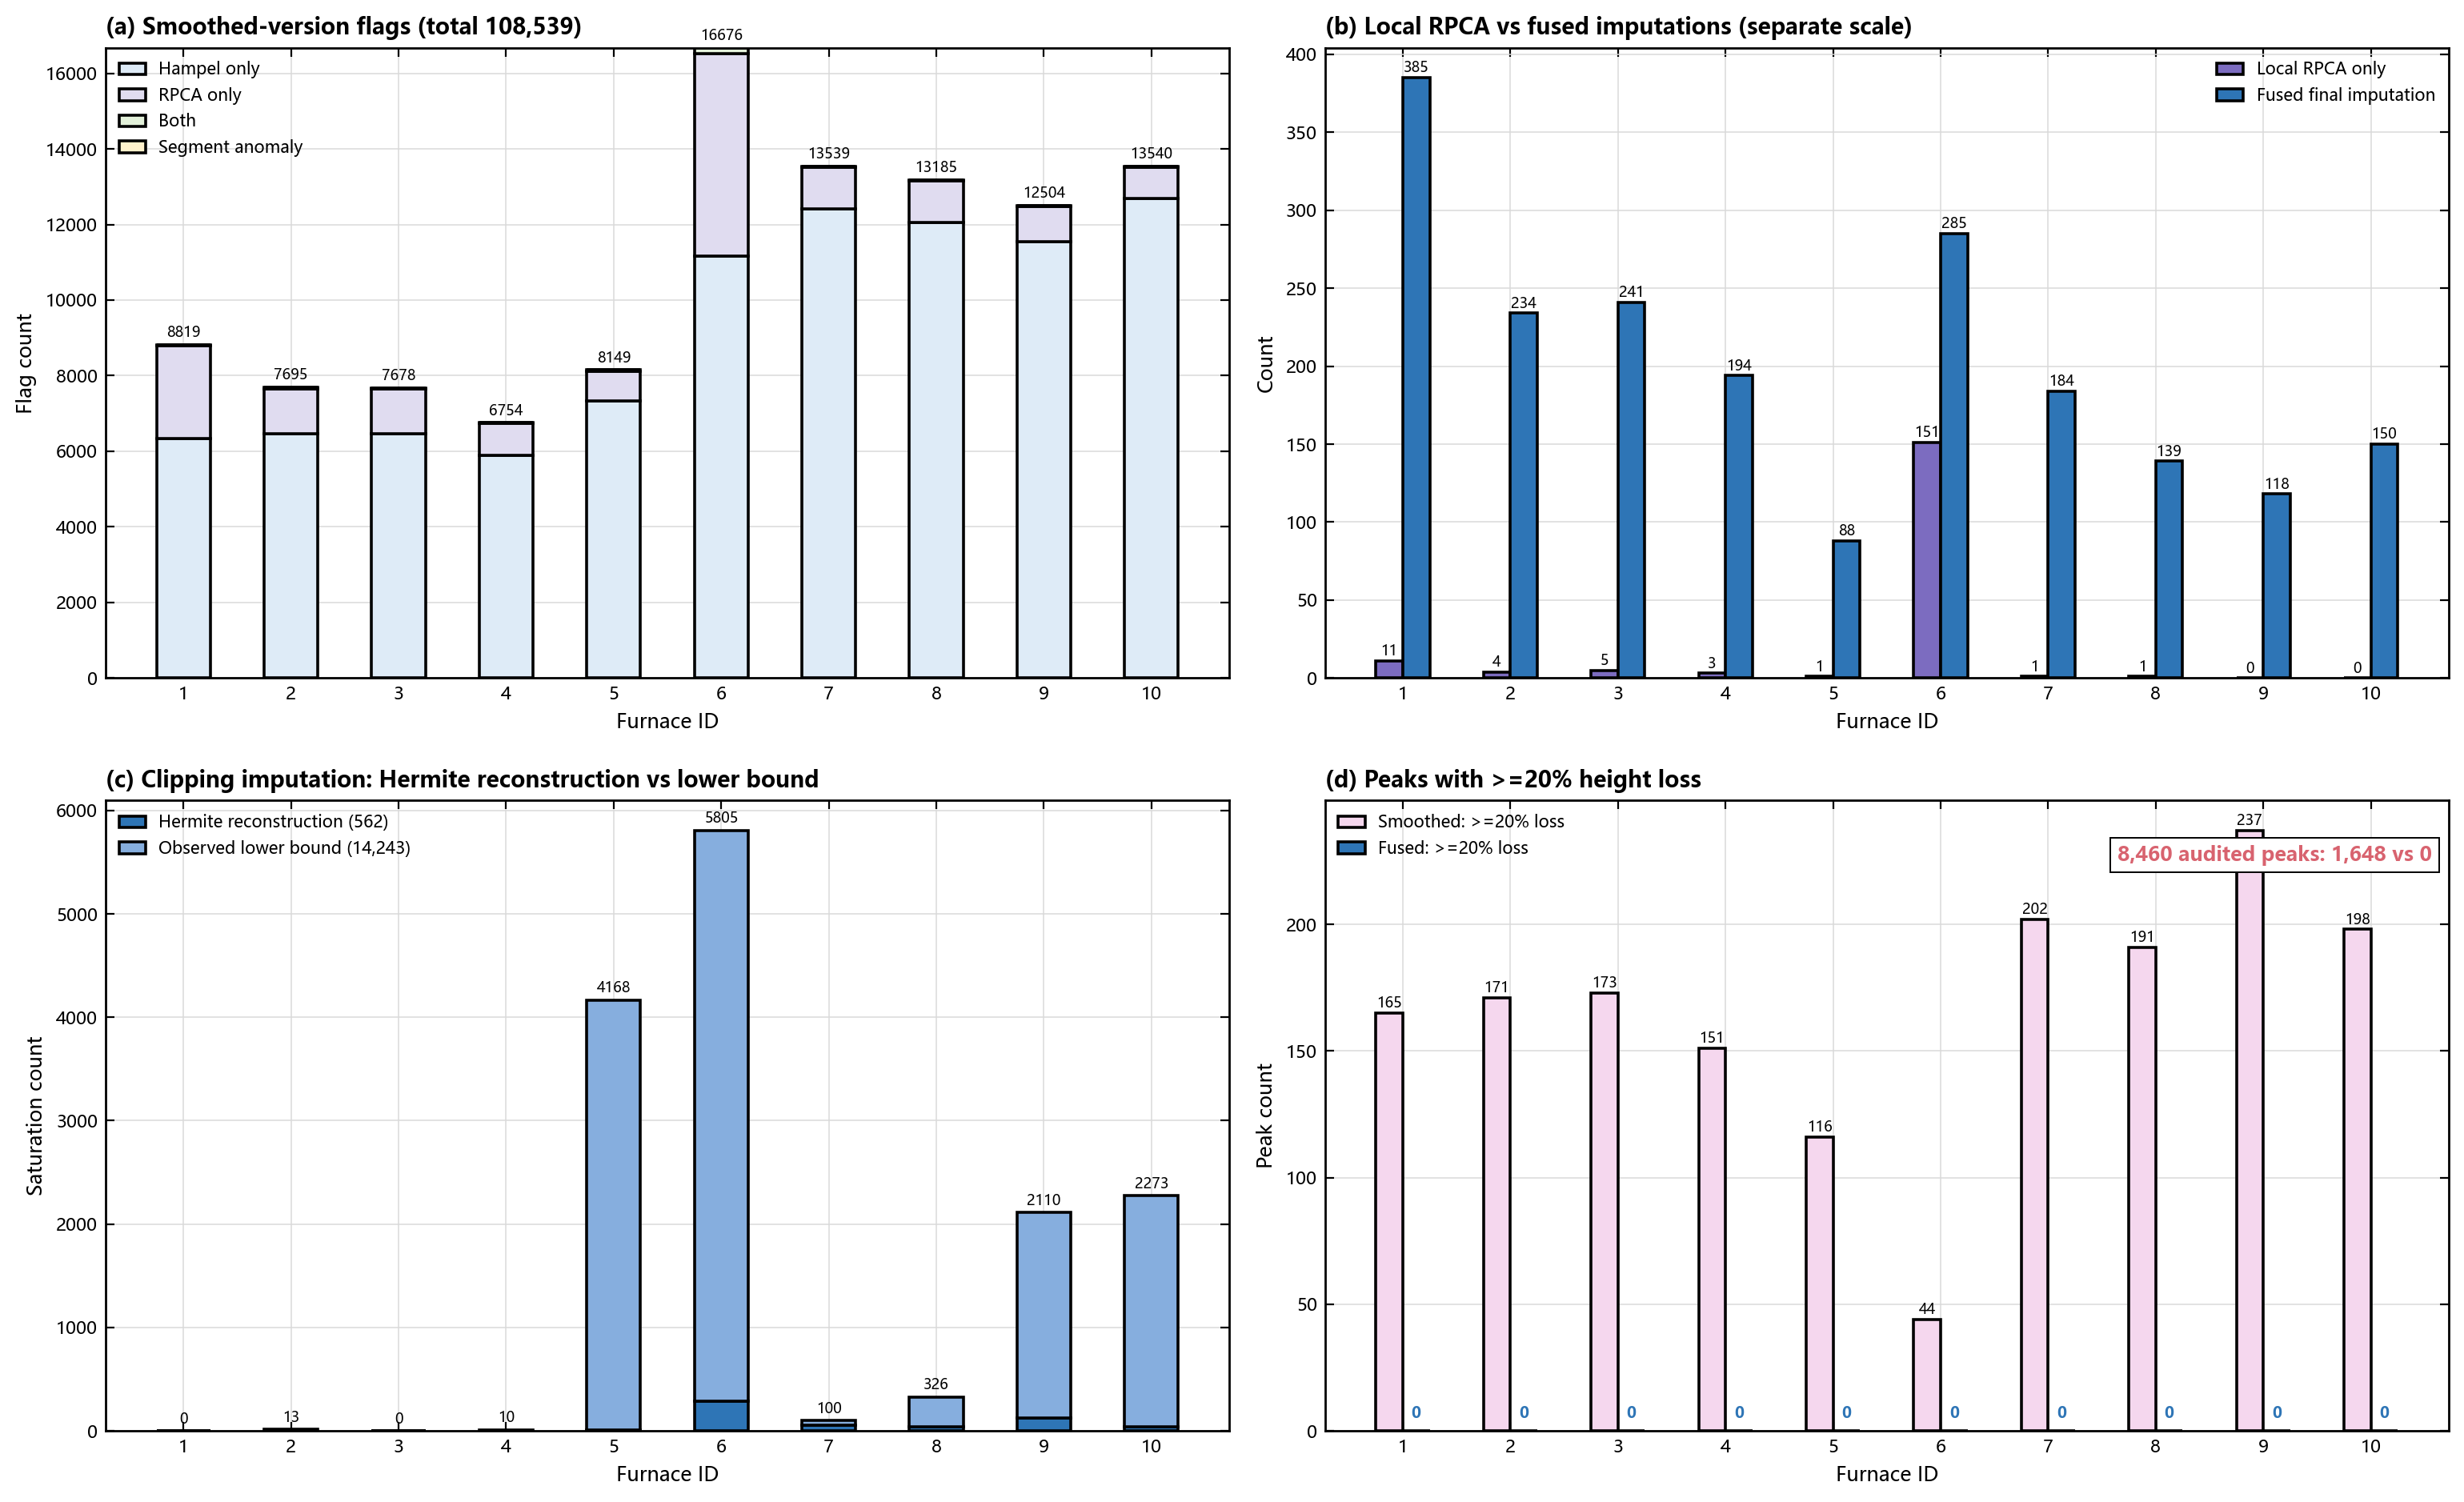 (a) Smoothed-version flags (total 108,539)
Hampel only
RPCA only
Both
Segment anomaly
Flag count
16000
14000
12000
10000
8000
6000
4000
2000
0
8819
7695
7678
6754
8149
16676
13539
13185
12504
13540
1 2 3 4 5 6 7 8 9 10
Furnace ID
(b) Local RPCA vs fused imputations (separate scale)
Local RPCA only
Fused final imputation
Count
400
350
300
250
200
150
100
50
0
11 385
4 234
5 241
3 194
1 88
151 285
1 184
1 139
0 118
0 150
1 2 3 4 5 6 7 8 9 10
Furnace ID
(c) Clipping imputation: Hermite reconstruction vs lower bound
Hermite reconstruction (562)
Observed lower bound (14,243)
Saturation count
6000
5000
4000
3000
2000
1000
0
0
13
0
10
4168
5805
100
326
2110
2273
1 2 3 4 5 6 7 8 9 10
Furnace ID
(d) Peaks with >=20% height loss
Smoothed: >=20% loss
Fused: >=20% loss
8,460 audited peaks: 1,648 vs 0
Peak count
200
150
100
50
0
165 0
171 0
173 0
151 0
116 0
44 0
202 0
191 0
237 0
198 0
1 2 3 4 5 6 7 8 9 10
Furnace ID